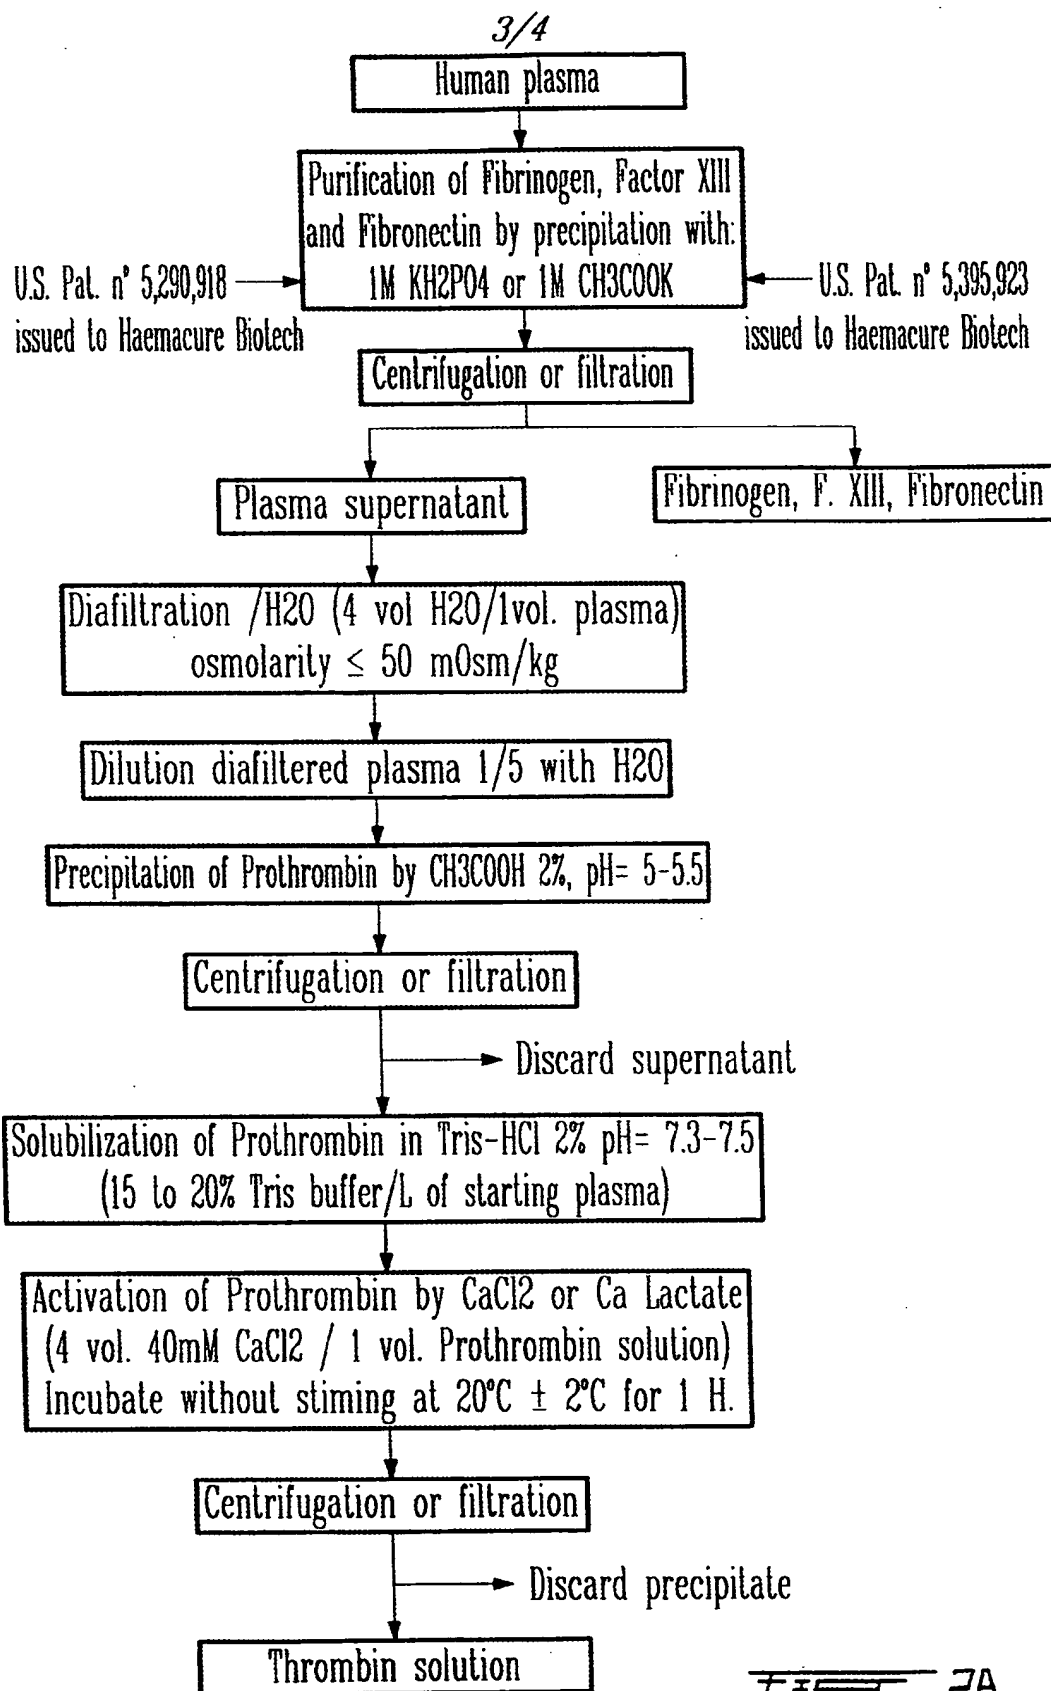 3/4
Human plasma
Purification of Fibrinogen, Factor XIII
and Fibronectin by precipitation with:
1M KH2PO4 or 1M CH3COOK
U.S. Pat. n° 5,290,918
issued to Haemacure Biotech
U.S. Pat. n° 5,395,923
issued to Haemacure Biotech
Centrifugation or filtration
Plasma supernatant
Fibrinogen, F. XIII, Fibronectin
Diafiltration /H2O (4 vol H2O/1vol. plasma)
osmolarity ≤ 50 mOsm/kg
Dilution diafiltered plasma 1/5 with H2O
Precipitation of Prothrombin by CH3COOH 2%, pH= 5-5.5
Centrifugation or filtration
Discard supernatant
Solubilization of Prothrombin in Tris-HCl 2% pH= 7.3-7.5
(15 to 20% Tris buffer/L of starting plasma)
Activation of Prothrombin by CaCl2 or Ca Lactate
(4 vol. 40mM CaCl2 / 1 vol. Prothrombin solution)
Incubate without stiming at 20°C ± 2°C for 1 H.
Centrifugation or filtration
Discard precipitate
Thrombin solution